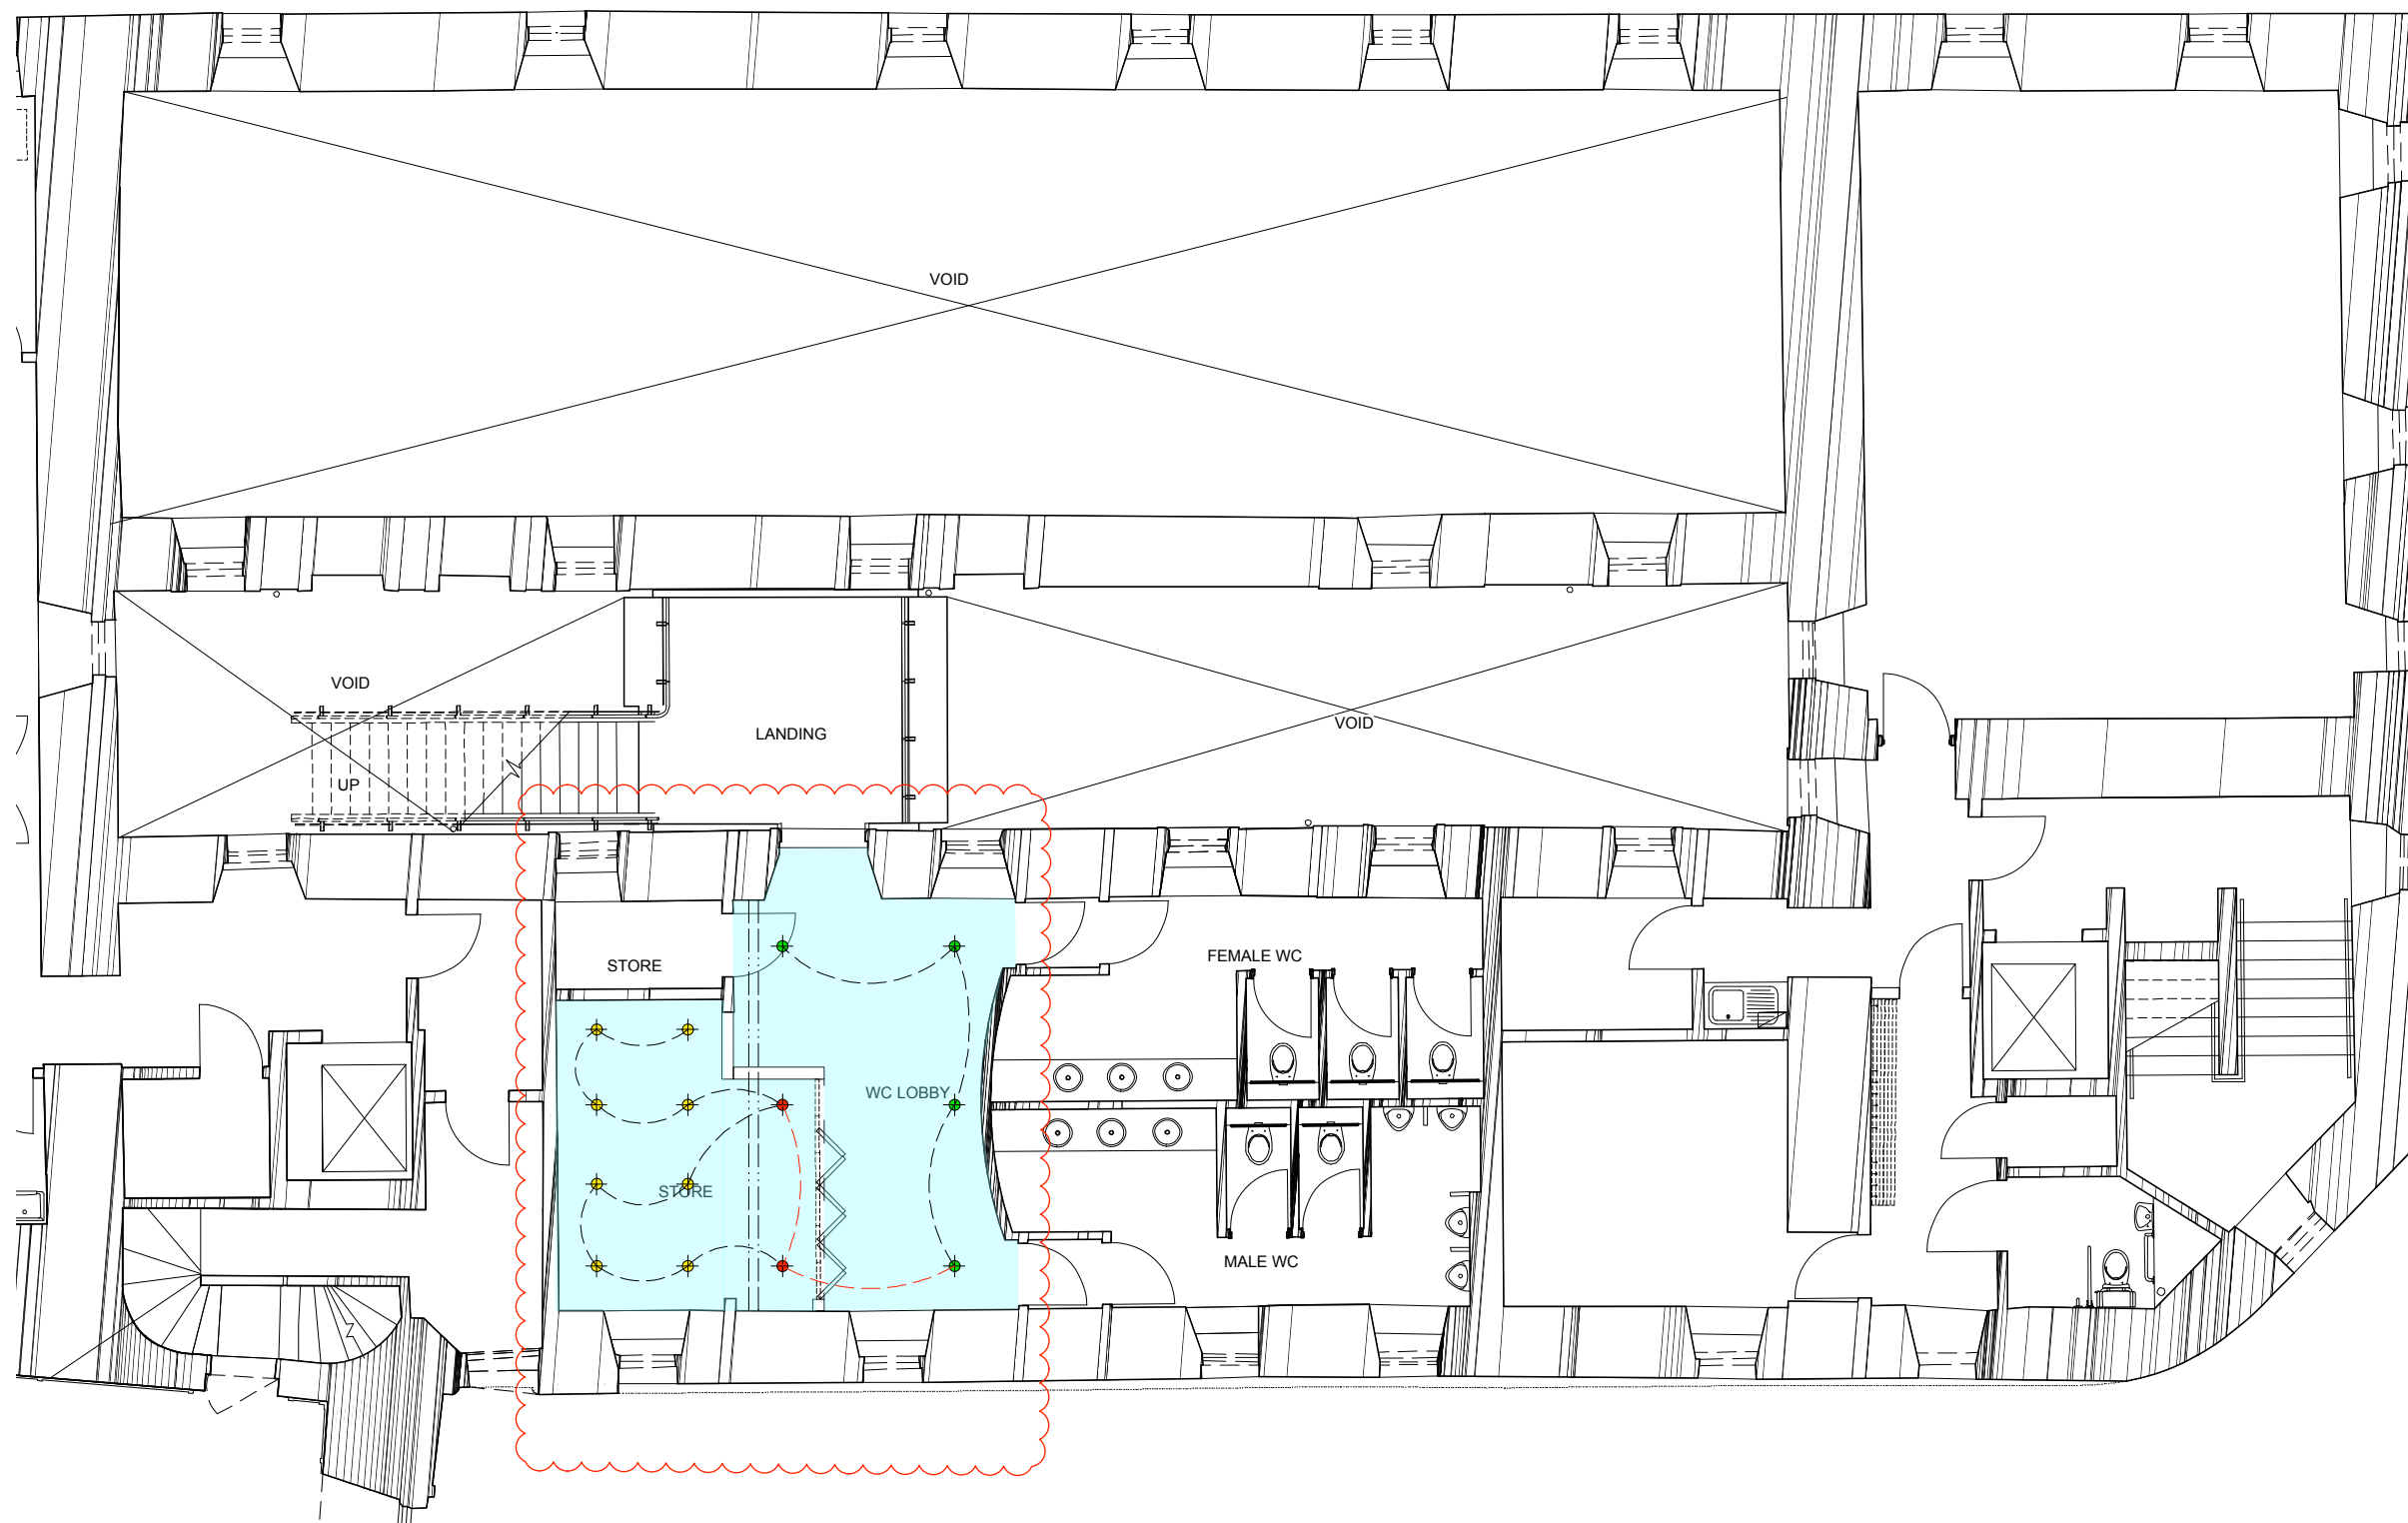 VOID
VOID
LANDING
VOID
UP
FEMALE WC
STORE
WC LOBBY
STORE
MALE WC